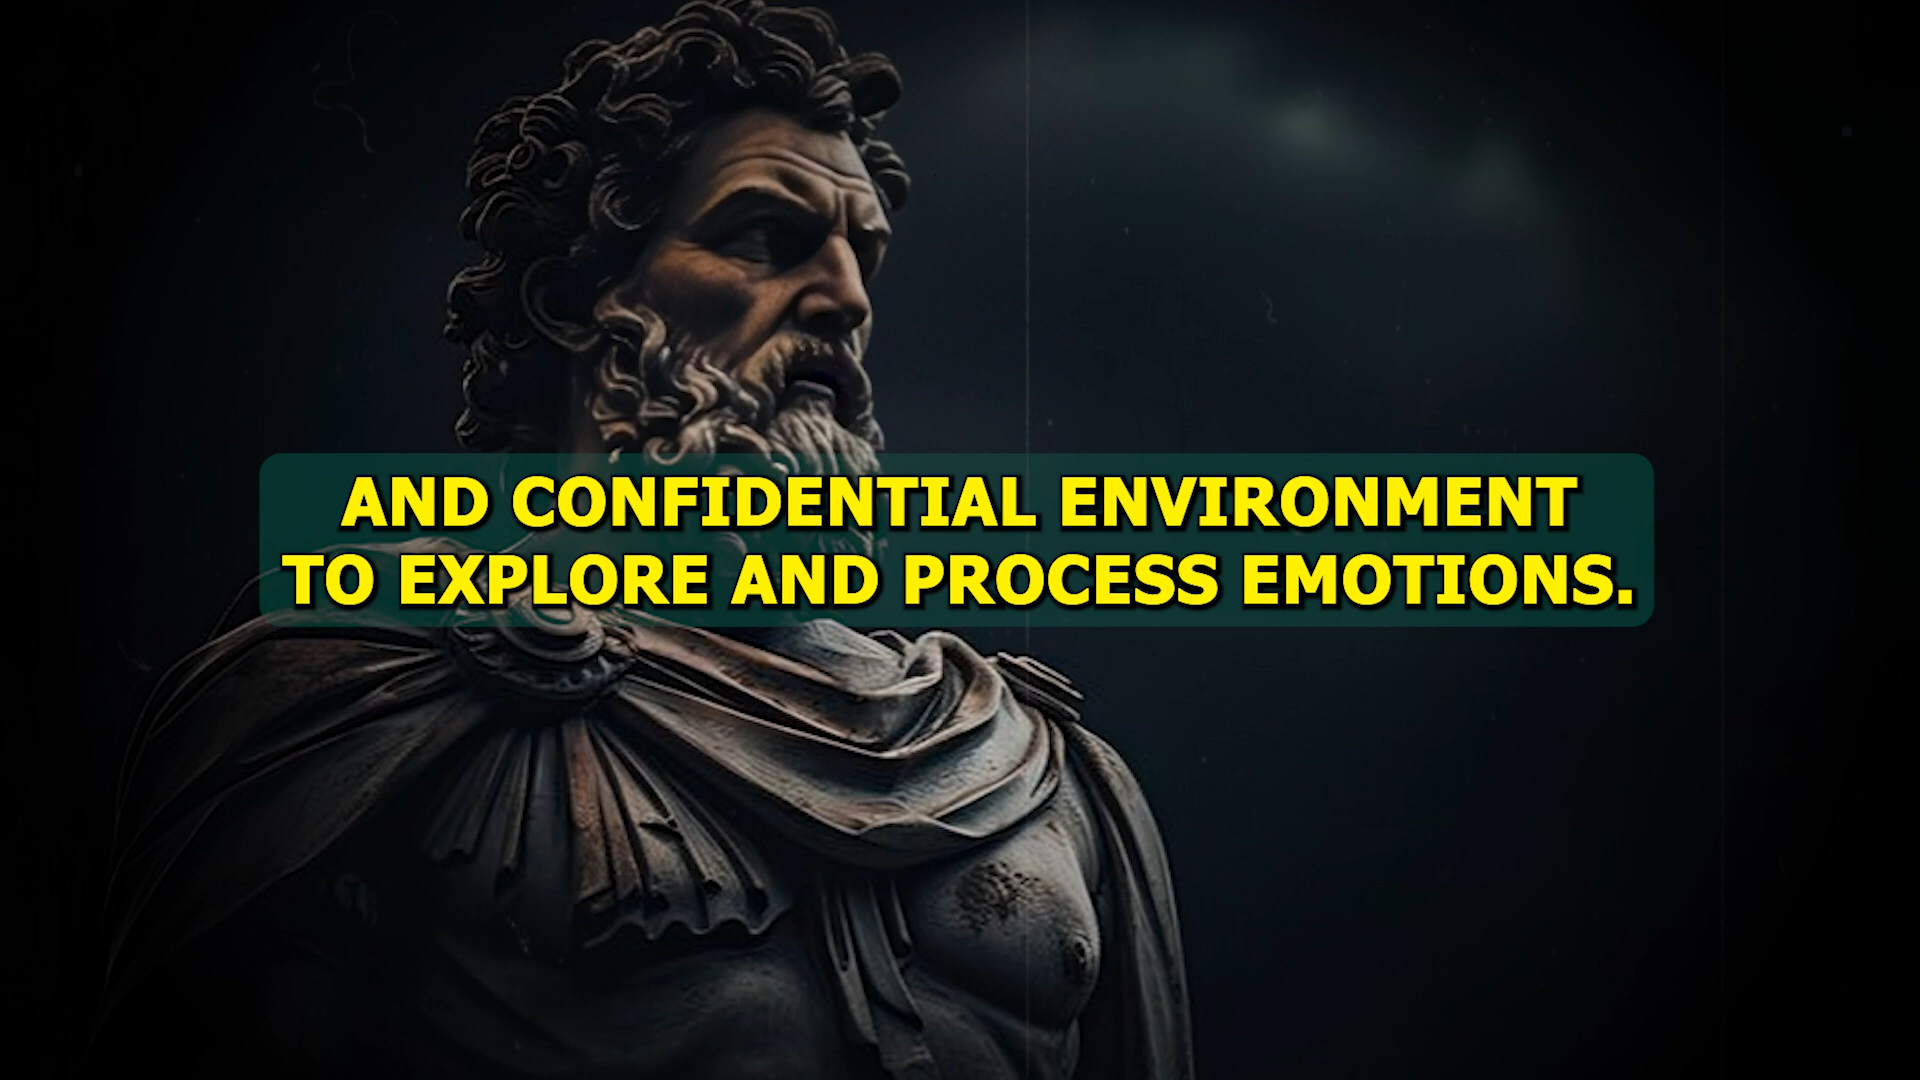 AND CONFIDENTIAL ENVIRONMENT
TO EXPLORE AND PROCESS EMOTIONS.